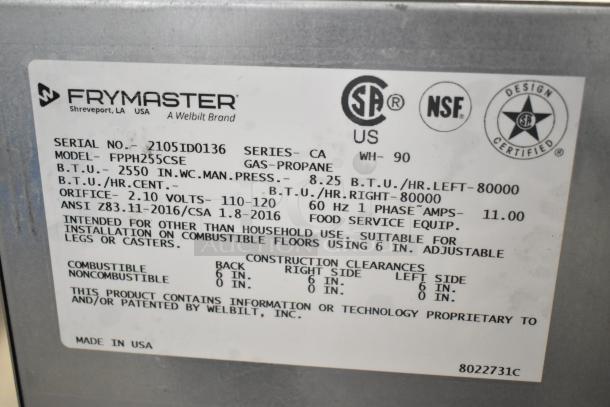 FRYMASTER
Shreveport, LA USA A Welbilt Brand
SA ® US
NSF®
DESIGN CERTIFIED SA ®
SERIAL NO.- 2105ID0136 SERIES- CA WH- 90
MODEL- FPPH255CSE GAS-PROPANE
B.T.U.- 2550 IN.WC.MAN.PRESS.- 8.25 B.T.U./HR.LEFT-80000
B.T.U./HR.CENT.- B.T.U./HR.RIGHT-80000
ORIFICE- 2.10 VOLTS- 110-120 60 HZ 1 PHASE AMPS- 11.00
ANSI Z83.11-2016/CSA 1.8-2016 FOOD SERVICE EQUIP.
INTENDED FOR OTHER THAN HOUSEHOLD USE. SUITABLE FOR
INSTALLATION ON COMBUSTIBLE FLOORS USING 6 IN. ADJUSTABLE
LEGS OR CASTERS.
CONSTRUCTION CLEARANCES
BACK RIGHT SIDE LEFT SIDE
COMBUSTIBLE 6 IN. 6 IN. 6 IN.
NONCOMBUSTIBLE 0 IN. 0 IN. 0 IN.
THIS PRODUCT CONTAINS INFORMATION OR TECHNOLOGY PROPRIETARY TO
AND/OR PATENTED BY WELBILT, INC.
MADE IN USA
8022731C